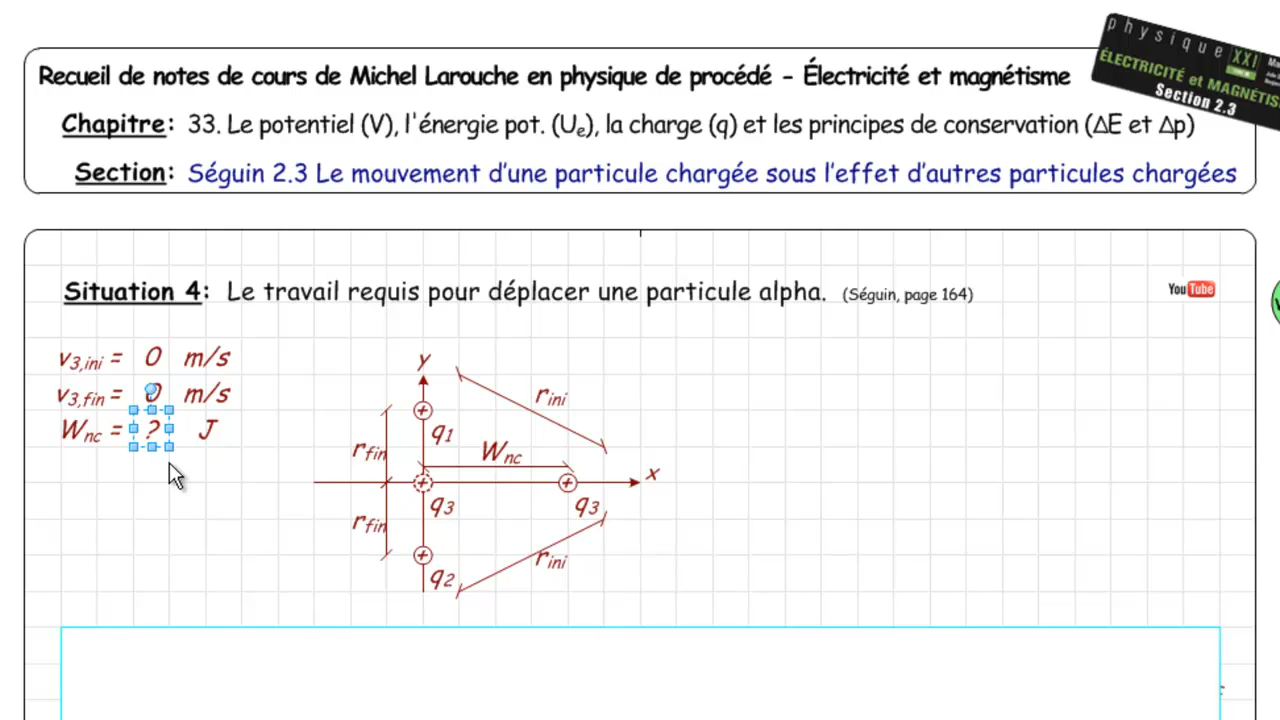 physique XXI
ÉLECTRICITÉ et MAGNÉTIS
Section 2.3
Recueil de notes de cours de Michel Larouche en physique de procédé - Électricité et magnétisme
Chapitre: 33. Le potentiel (V), l'énergie pot. (Ue), la charge (q) et les principes de conservation (ΔE et Δp)
Section: Séguin 2.3 Le mouvement d'une particule chargée sous l'effet d'autres particules chargées
Situation 4: Le travail requis pour déplacer une particule alpha. (Séguin, page 164)
You Tube
v3,ini = 0 m/s
v3,fin = 0 m/s
Wnc = ? J
y
rini
+
q1
rfin
Wnc
x
+
+
q3
q3
rfin
+
rini
q2